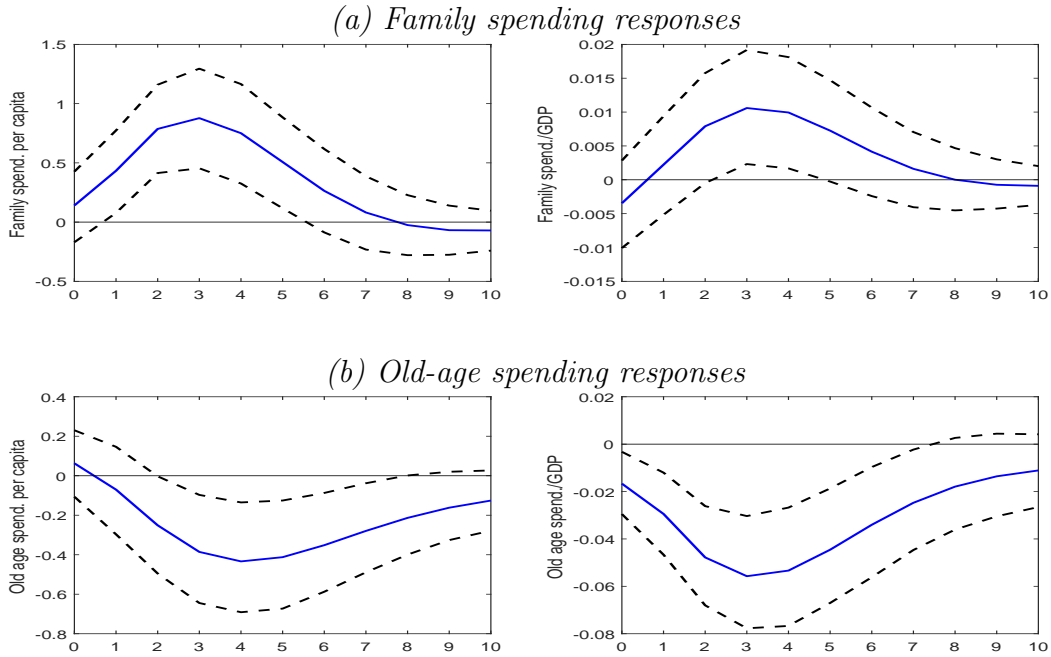 (a) Family spending responses
Family spend. per capita
1.5
1
0.5
0
-0.5
0 1 2 3 4 5 6 7 8 9 10
Family spend./GDP
0.02
0.015
0.01
0.005
0
-0.005
-0.01
-0.015
0 1 2 3 4 5 6 7 8 9 10
(b) Old-age spending responses
Old age spend. per capita
0.4
0.2
0
-0.2
-0.4
-0.6
-0.8
0 1 2 3 4 5 6 7 8 9 10
Old age spend./GDP
0.02
0
-0.02
-0.04
-0.06
-0.08
0 1 2 3 4 5 6 7 8 9 10